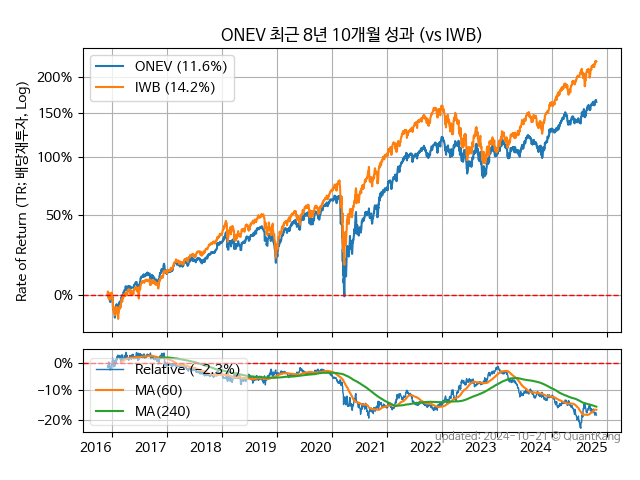 ONEV 최근 8년 10개월 성과 (vs IWB)
Rate of Return (TR: 배당재투자, Log)
ONEV (11.6%)
IWB (14.2%)
200%
150%
100%
50%
0%
Relative (−2.3%)
MA(60)
MA(240)
0%
−10%
−20%
2016 2017 2018 2019 2020 2021 2022 2023 2024 2025
updated: 2024-10-21 © QuantKang